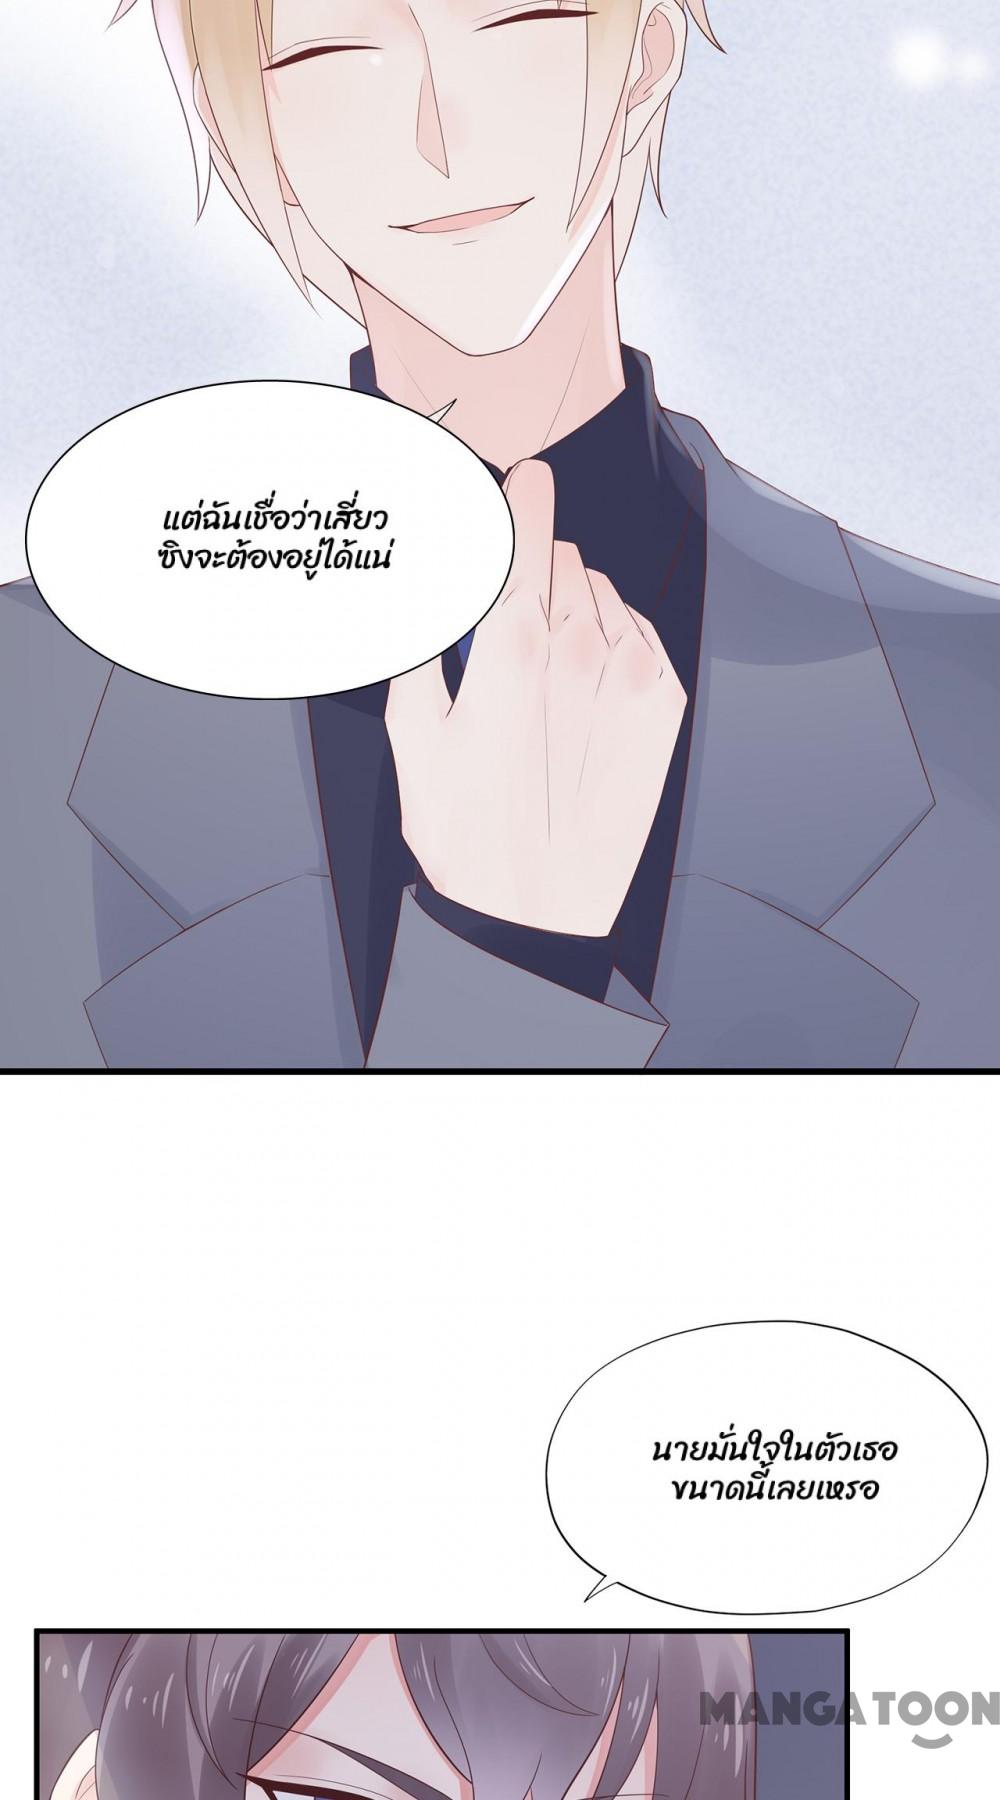 แต่ฉันเชื่อว่าเสี่ยว
ซิงจะต้องอยู่ได้แน่
นายมั่นใจในตัวเธอ
ขนาดนี้เลยเหรอ
MANGATOON